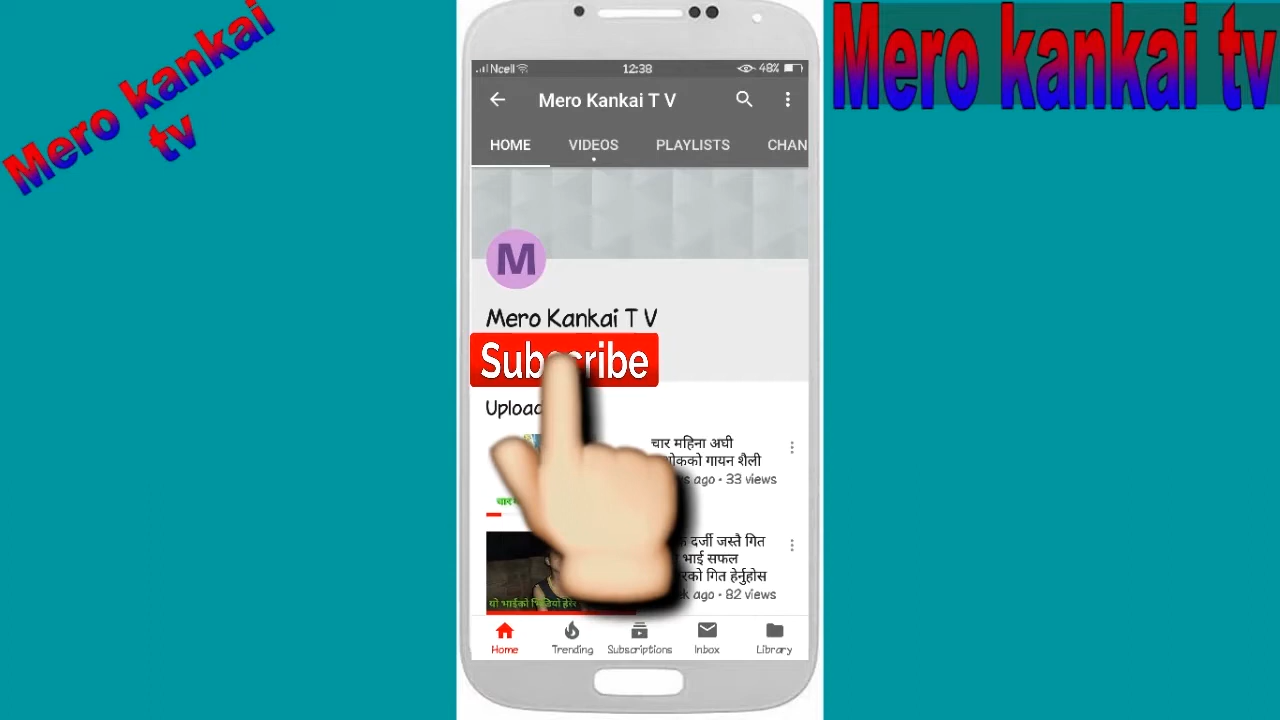 Mero kankai
tv
Mero kankai tv
Ncell 12:38 48%
Mero Kankai T V
HOME VIDEOS PLAYLISTS CHAN
M
Mero Kankai T V
Subscribe
Upload
चार महिना अघी
गायन शैली
ago • 33 views
चार
दर्जी जस्तै गित
भाई सफल
गित हेर्नुहोस
ago • 82 views
यो भाईको भिडियो हेरेर
Home Trending Subscriptions Inbox Library